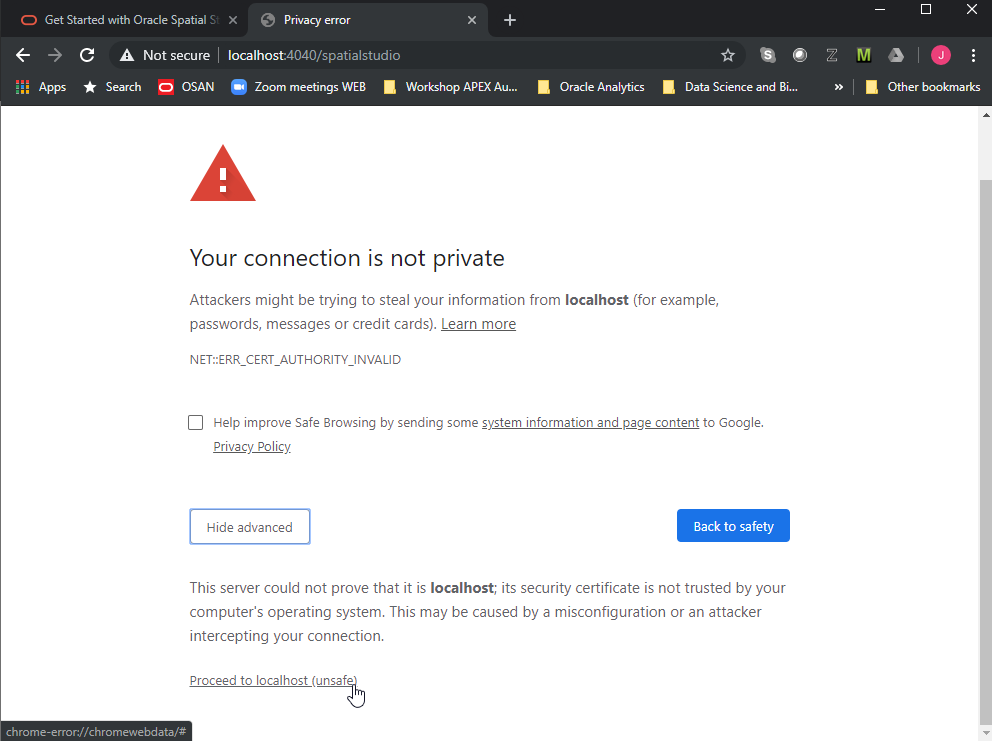 Get Started with Oracle Spatial St
Privacy error
Not secure
localhost:4040/spatialstudio
S
Z
M
J
Apps
Search
OSAN
Zoom meetings WEB
Workshop APEX Au...
Oracle Analytics
Data Science and Bi...
»
Other bookmarks
Your connection is not private
Attackers might be trying to steal your information from localhost (for example,
passwords, messages or credit cards). Learn more
NET::ERR_CERT_AUTHORITY_INVALID
Help improve Safe Browsing by sending some system information and page content to Google.
Privacy Policy
Hide advanced
Back to safety
This server could not prove that it is localhost; its security certificate is not trusted by your
computer's operating system. This may be caused by a misconfiguration or an attacker
intercepting your connection.
Proceed to localhost (unsafe)
chrome-error://chromewebdata/#